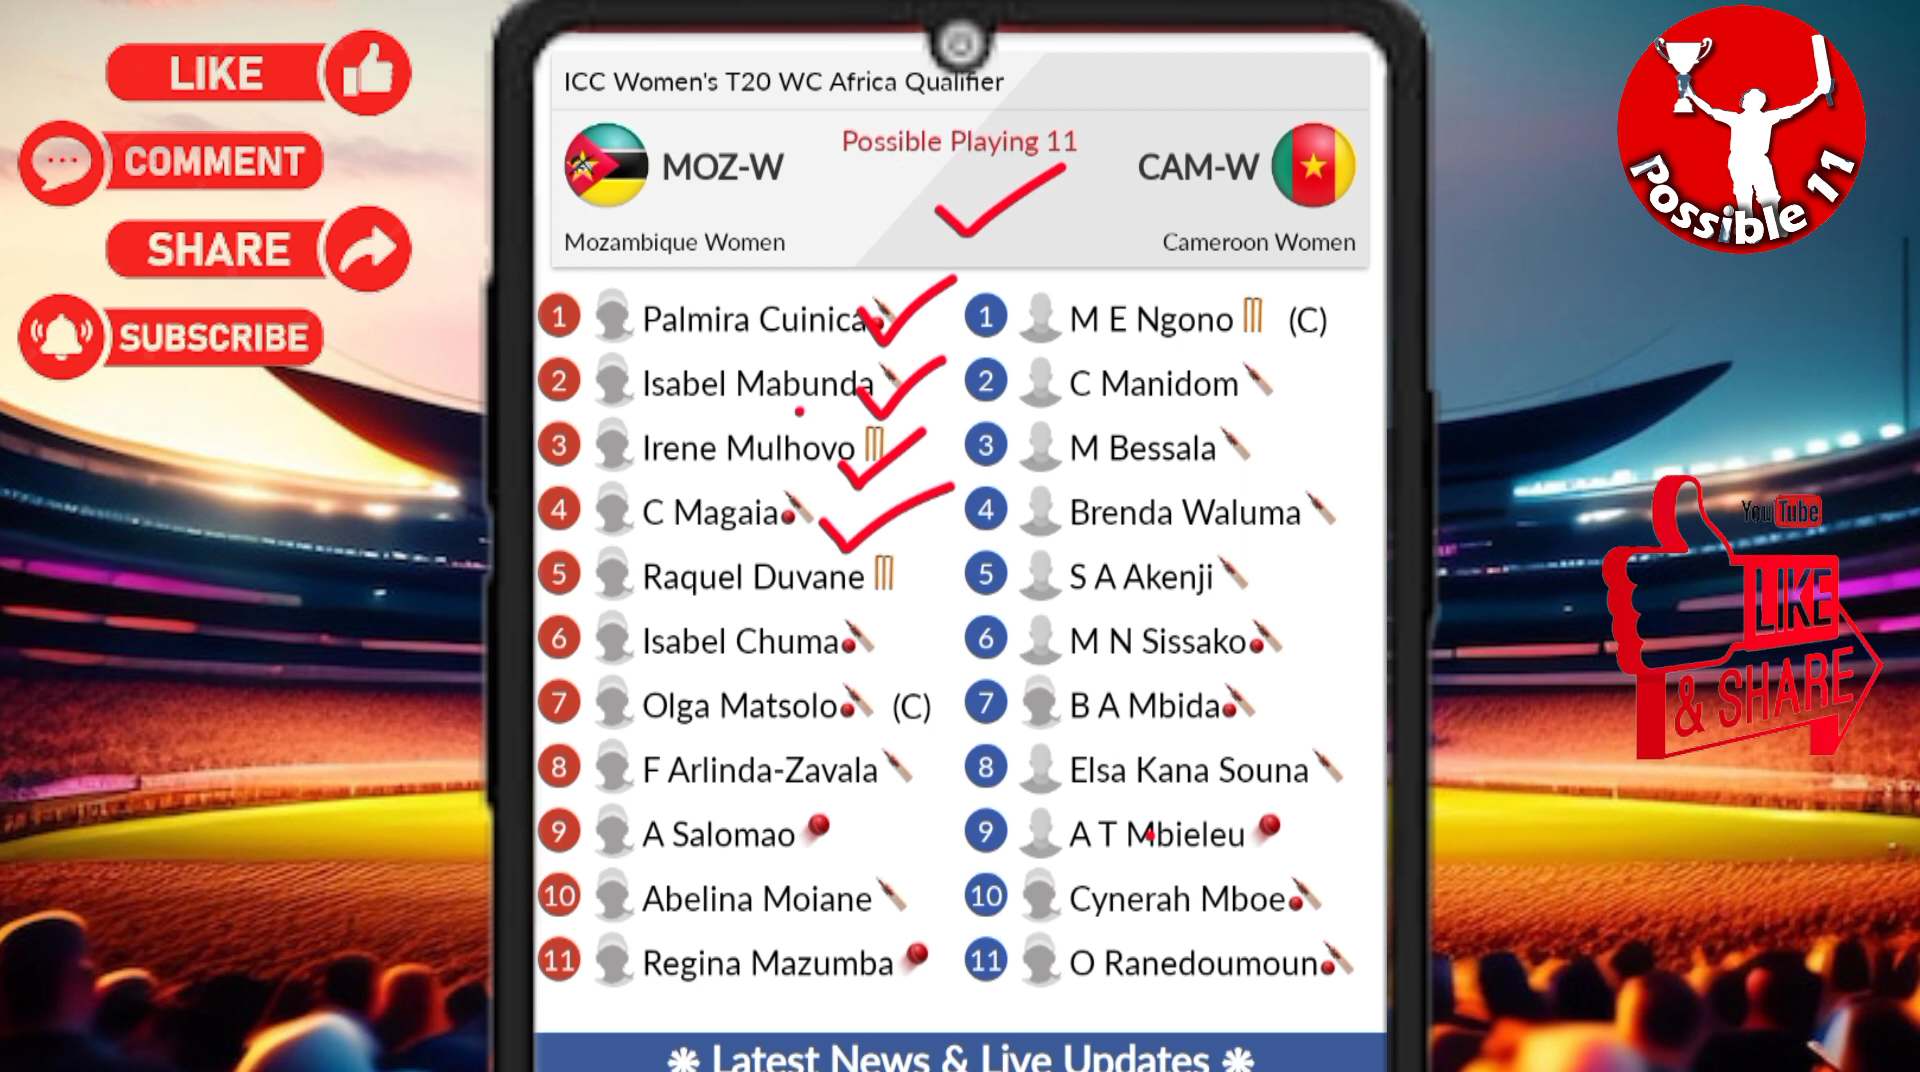 LIKE
COMMENT
SHARE
SUBSCRIBE
ICC Women's T20 WC Africa Qualifier
MOZ-W
Possible Playing 11
CAM-W
Mozambique Women
Cameroon Women
1 Palmira Cuinica
2 Isabel Mabunda
3 Irene Mulhovo
4 C Magaia
5 Raquel Duvane
6 Isabel Chuma
7 Olga Matsolo (C)
8 F Arlinda-Zavala
9 A Salomao
10 Abelina Moiane
11 Regina Mazumba
1 M E Ngono (C)
2 C Manidom
3 M Bessala
4 Brenda Waluma
5 S A Akenji
6 M N Sissako
7 B A Mbida
8 Elsa Kana Souna
9 A T Mbieleu
10 Cynerah Mboe
11 O Ranedoumoun
Latest News & Live Updates
Possible 11
YouTube
LIKE
& SHARE